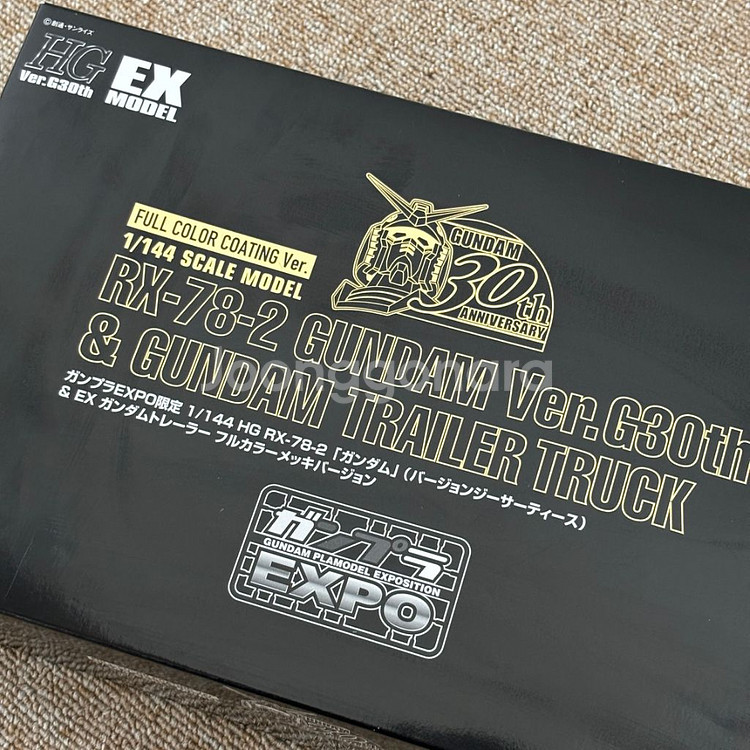 ©創通・サンライズ
HG
Ver.G30th
EX
MODEL
FULL COLOR COATING Ver.
1/144 SCALE MODEL
GUNDAM
30th
ANNIVERSARY
RX-78-2 GUNDAM Ver.G30th
& GUNDAM TRAILER TRUCK
Joonggonara
ガンプラEXPO限定 1/144 HG RX-78-2 「ガンダム」 (バージョンジーサーティース)
& EX ガンダムトレーラー フルカラーメッキバージョン
ガンプラ
GUNDAM PLAMODEL EXPOSITION
EXPO